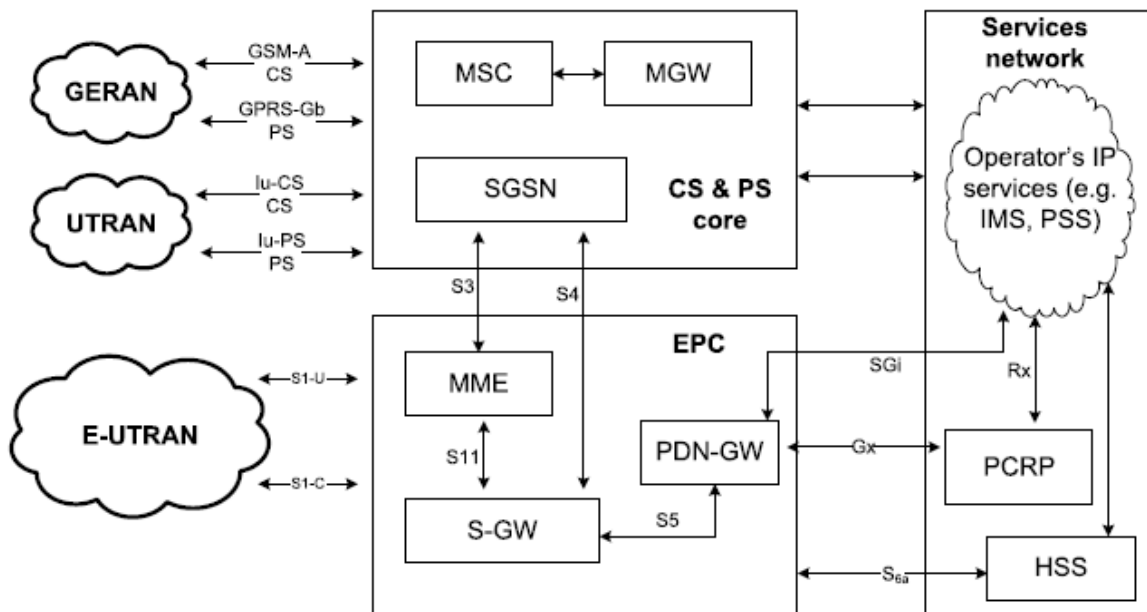 GERAN
GSM-A
CS
GPRS-Gb
PS
UTRAN
Iu-CS
CS
Iu-PS
PS
MSC
MGW
SGSN
CS & PS
core
Services
network
Operator's IP
services (e.g.
IMS, PSS)
S3
S4
E-UTRAN
S1-U
S1-C
EPC
MME
S11
S-GW
S5
PDN-GW
SGi
Rx
Gx
PCRP
S6a
HSS